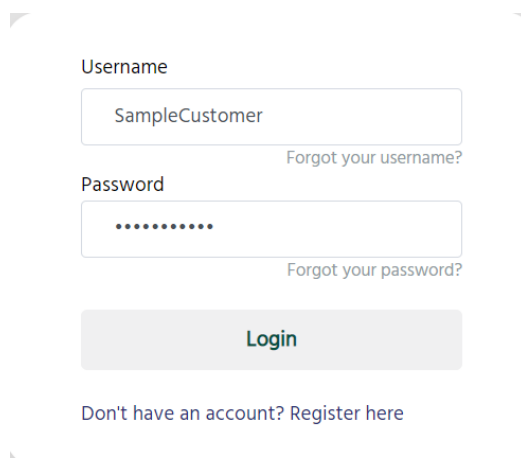 Username
SampleCustomer
Forgot your username?
Password
•••••••••••
Forgot your password?
Login
Don't have an account? Register here